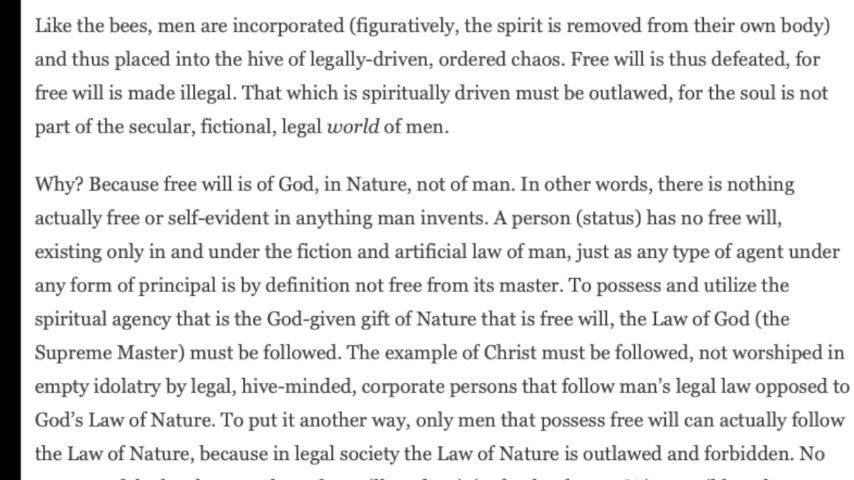 Like the bees, men are incorporated (figuratively, the spirit is removed from their own body)
and thus placed into the hive of legally-driven, ordered chaos. Free will is thus defeated, for
free will is made illegal. That which is spiritually driven must be outlawed, for the soul is not
part of the secular, fictional, legal world of men.
Why? Because free will is of God, in Nature, not of man. In other words, there is nothing
actually free or self-evident in anything man invents. A person (status) has no free will,
existing only in and under the fiction and artificial law of man, just as any type of agent under
any form of principal is by definition not free from its master. To possess and utilize the
spiritual agency that is the God-given gift of Nature that is free will, the Law of God (the
Supreme Master) must be followed. The example of Christ must be followed, not worshiped in
empty idolatry by legal, hive-minded, corporate persons that follow man's legal law opposed to
God's Law of Nature. To put it another way, only men that possess free will can actually follow
the Law of Nature, because in legal society the Law of Nature is outlawed and forbidden. No